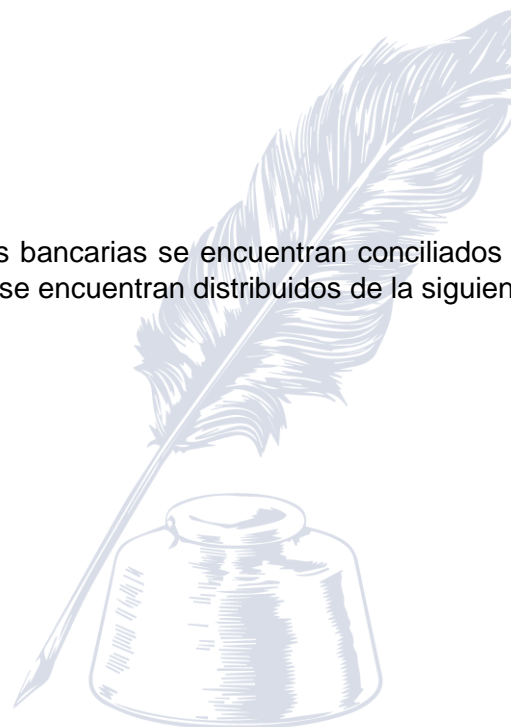 s bancarias se encuentran conciliados
se encuentran distribuidos de la siguien